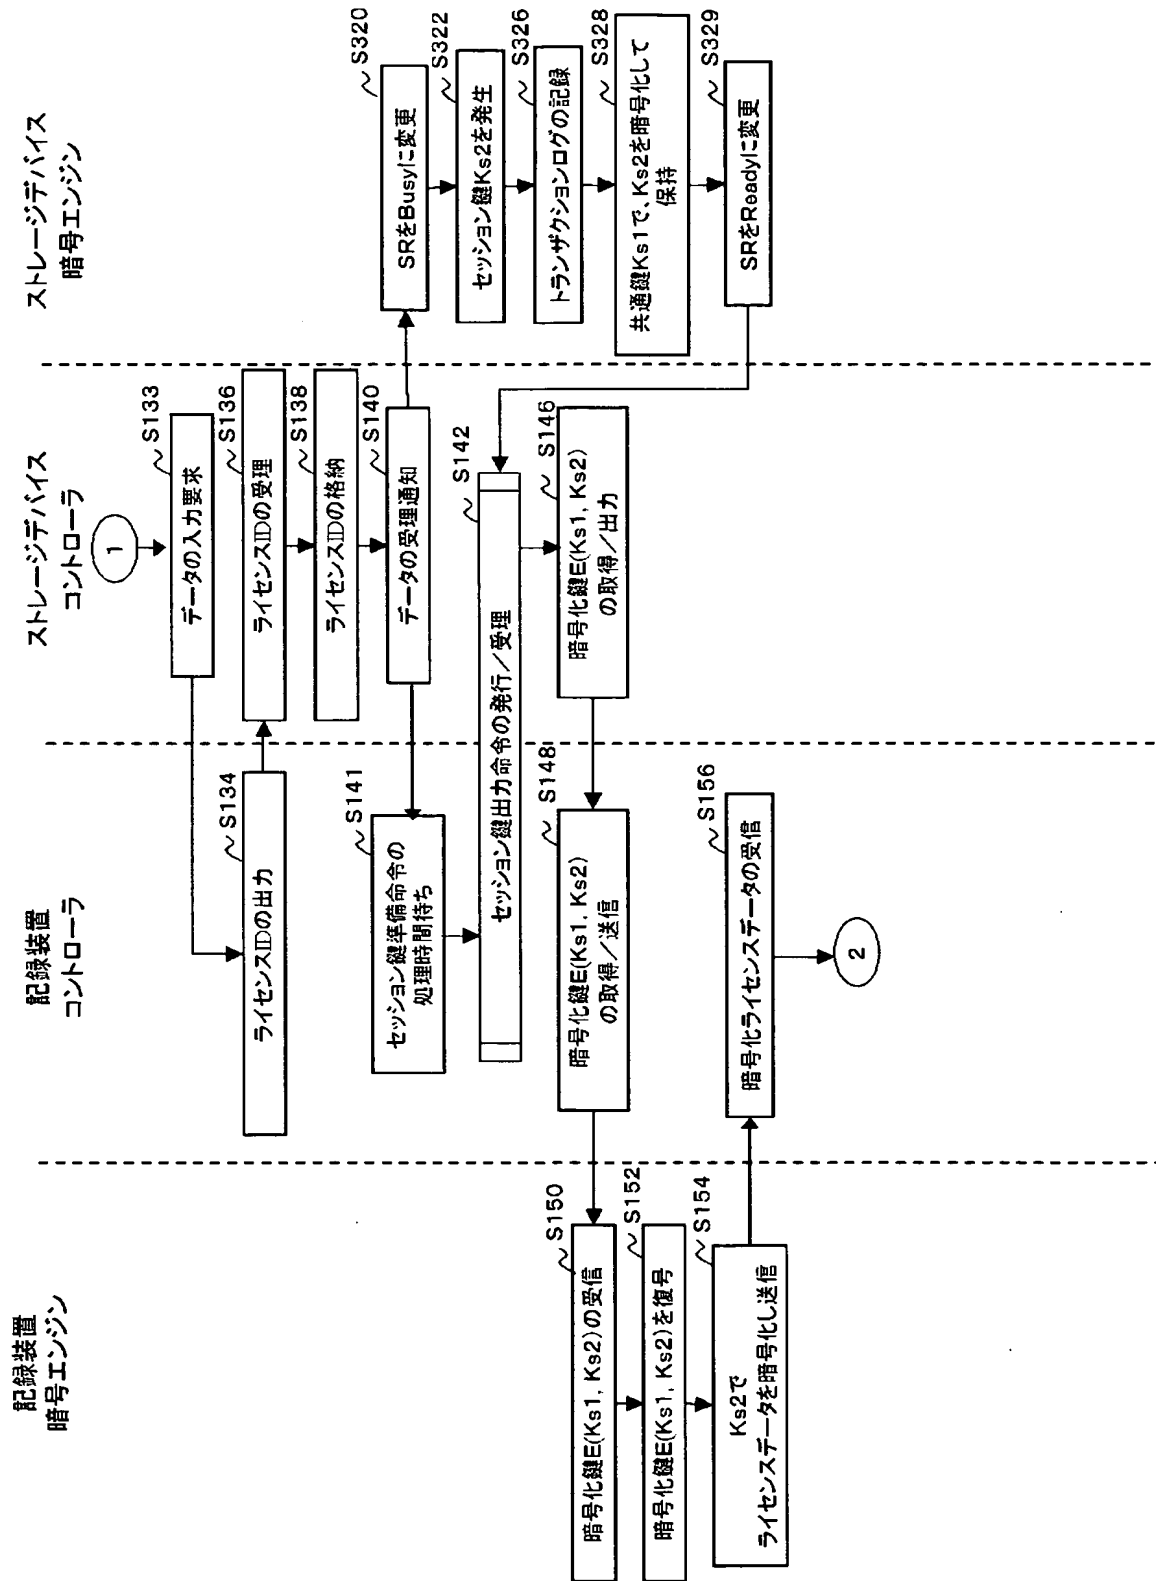 記録装置
暗号エンジン
記録装置
コントローラ
ストレージデバイス
コントローラ
ストレージデバイス
暗号エンジン
1
S133
データの入力要求
S134
ライセンスIDの出力
S136
ライセンスIDの受理
S138
ライセンスIDの格納
S140
データの受理通知
S320
SRをBusyに変更
S141
セッション鍵準備命令の
処理時間待ち
S322
セッション鍵Ks2を発生
S142
セッション鍵出力命令の発行/受理
S326
トランザクションログの記録
S328
共通鍵Ks1で、Ks2を暗号化して
保持
S329
SRをReadyに変更
S146
暗号化鍵E(Ks1, Ks2)
の取得/出力
S148
暗号化鍵E(Ks1, Ks2)
の取得/送信
S150
暗号化鍵E(Ks1, Ks2)の受信
S152
暗号化鍵E(Ks1, Ks2)を復号
S154
Ks2で
ライセンスデータを暗号化し送信
S156
暗号化ライセンスデータの受信
2